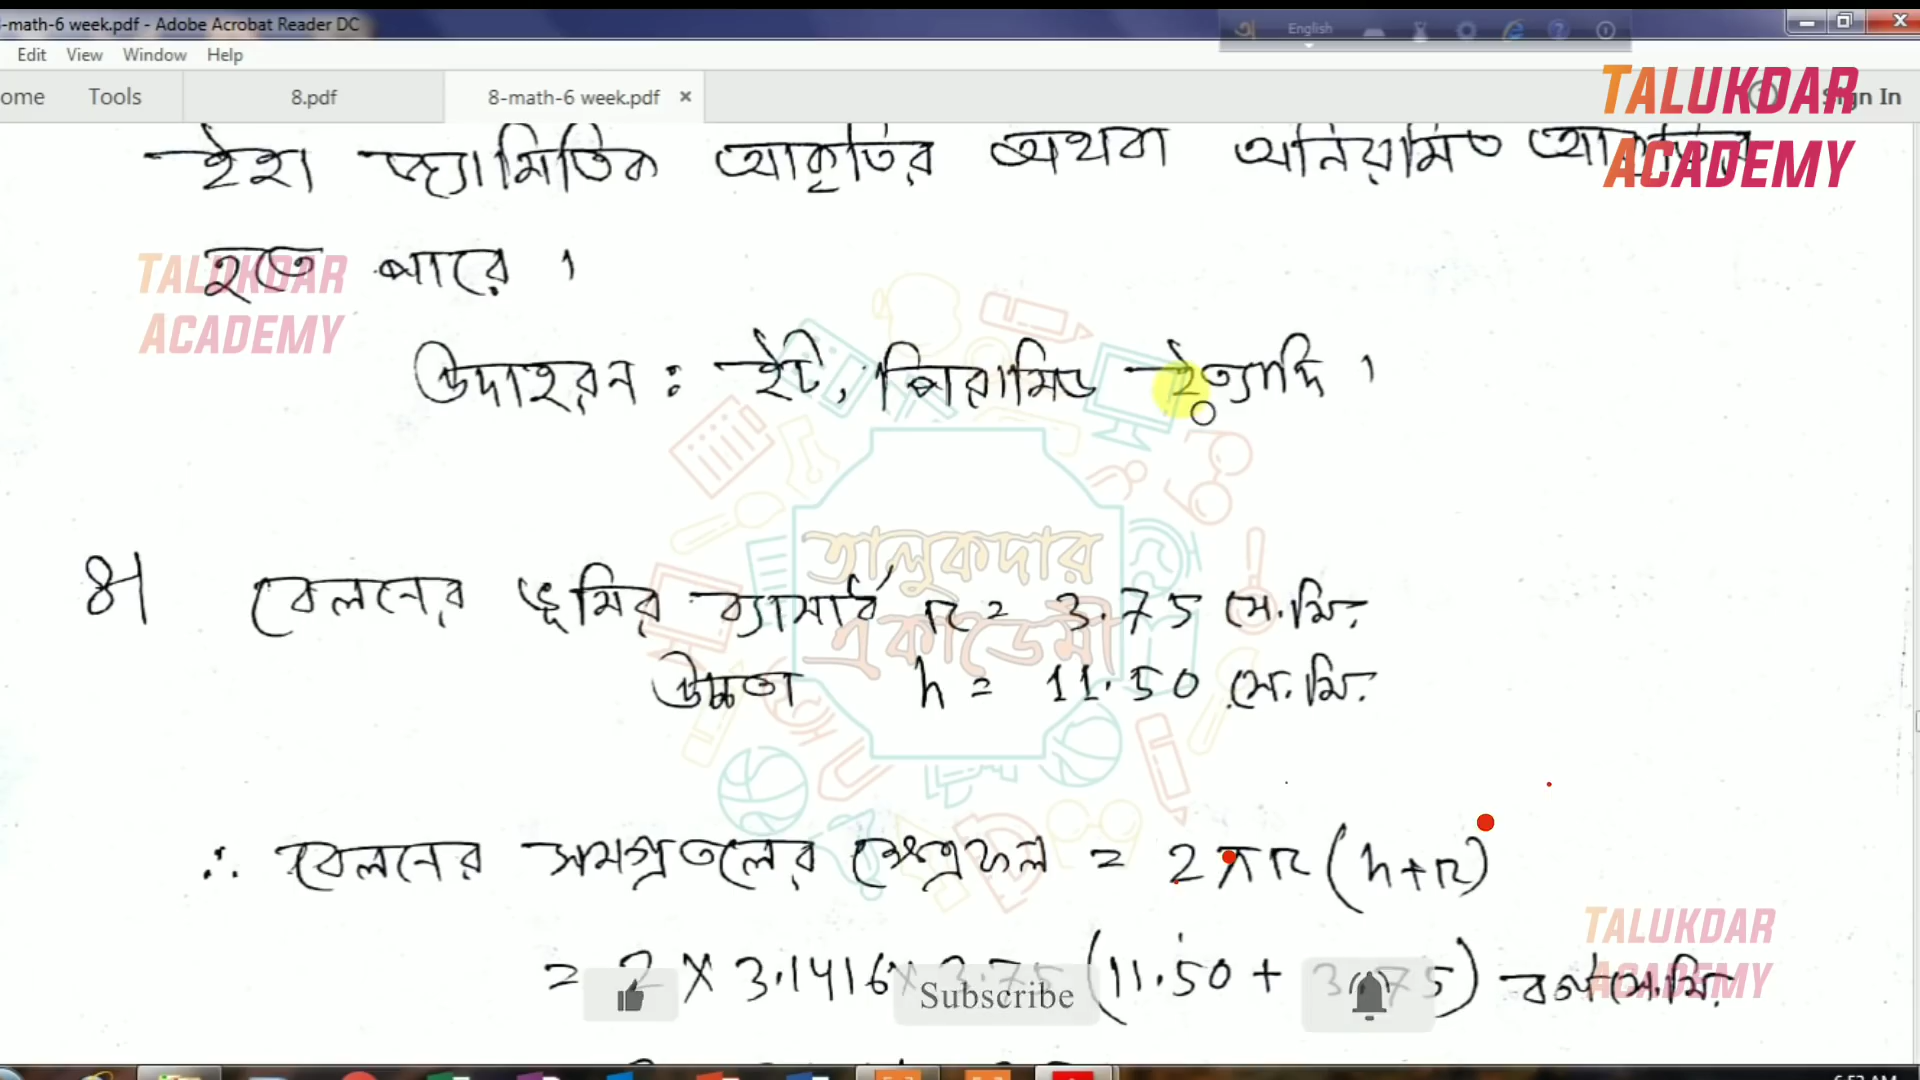 -math-6 week.pdf - Adobe Acrobat Reader DC
English
Edit View Window Help
ome Tools 8.pdf 8-math-6 week.pdf × Sign In
TALUKDAR
ACADEMY
ইহা জ্যামিতিক আকৃতির অথবা অনিয়মিত আকৃতির
হতে পারে ।
TALUKDAR
ACADEMY
উদাহরন : ইট, পিরামিড ইত্যাদি ।
তালুকদার
একাডেমী
৪। বেলনের ভূমির ব্যাসার্ধ r = 3.75 সে.মি.
উচ্চতা h = 11.50 সে.মি.
∴ বেলনের সমগ্রতলের ক্ষেত্রফল = 2πr (h+r)
= 2 × 3.1416 × 3.75 (11.50 + 3.75) বর্গ সে.মি.
TALUKDAR
ACADEMY
Subscribe